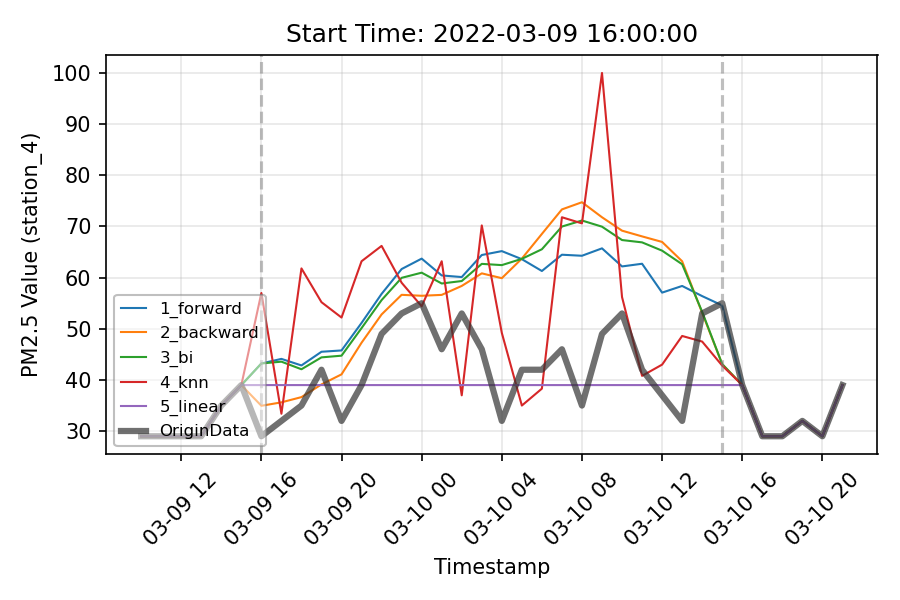 Start Time: 2022-03-09 16:00:00
PM2.5 Value (station_4)
100
90
80
70
60
50
40
30
1_forward
2_backward
3_bi
4_knn
5_linear
OriginData
03-09 12
03-09 16
03-09 20
03-10 00
03-10 04
03-10 08
03-10 12
03-10 16
03-10 20
Timestamp